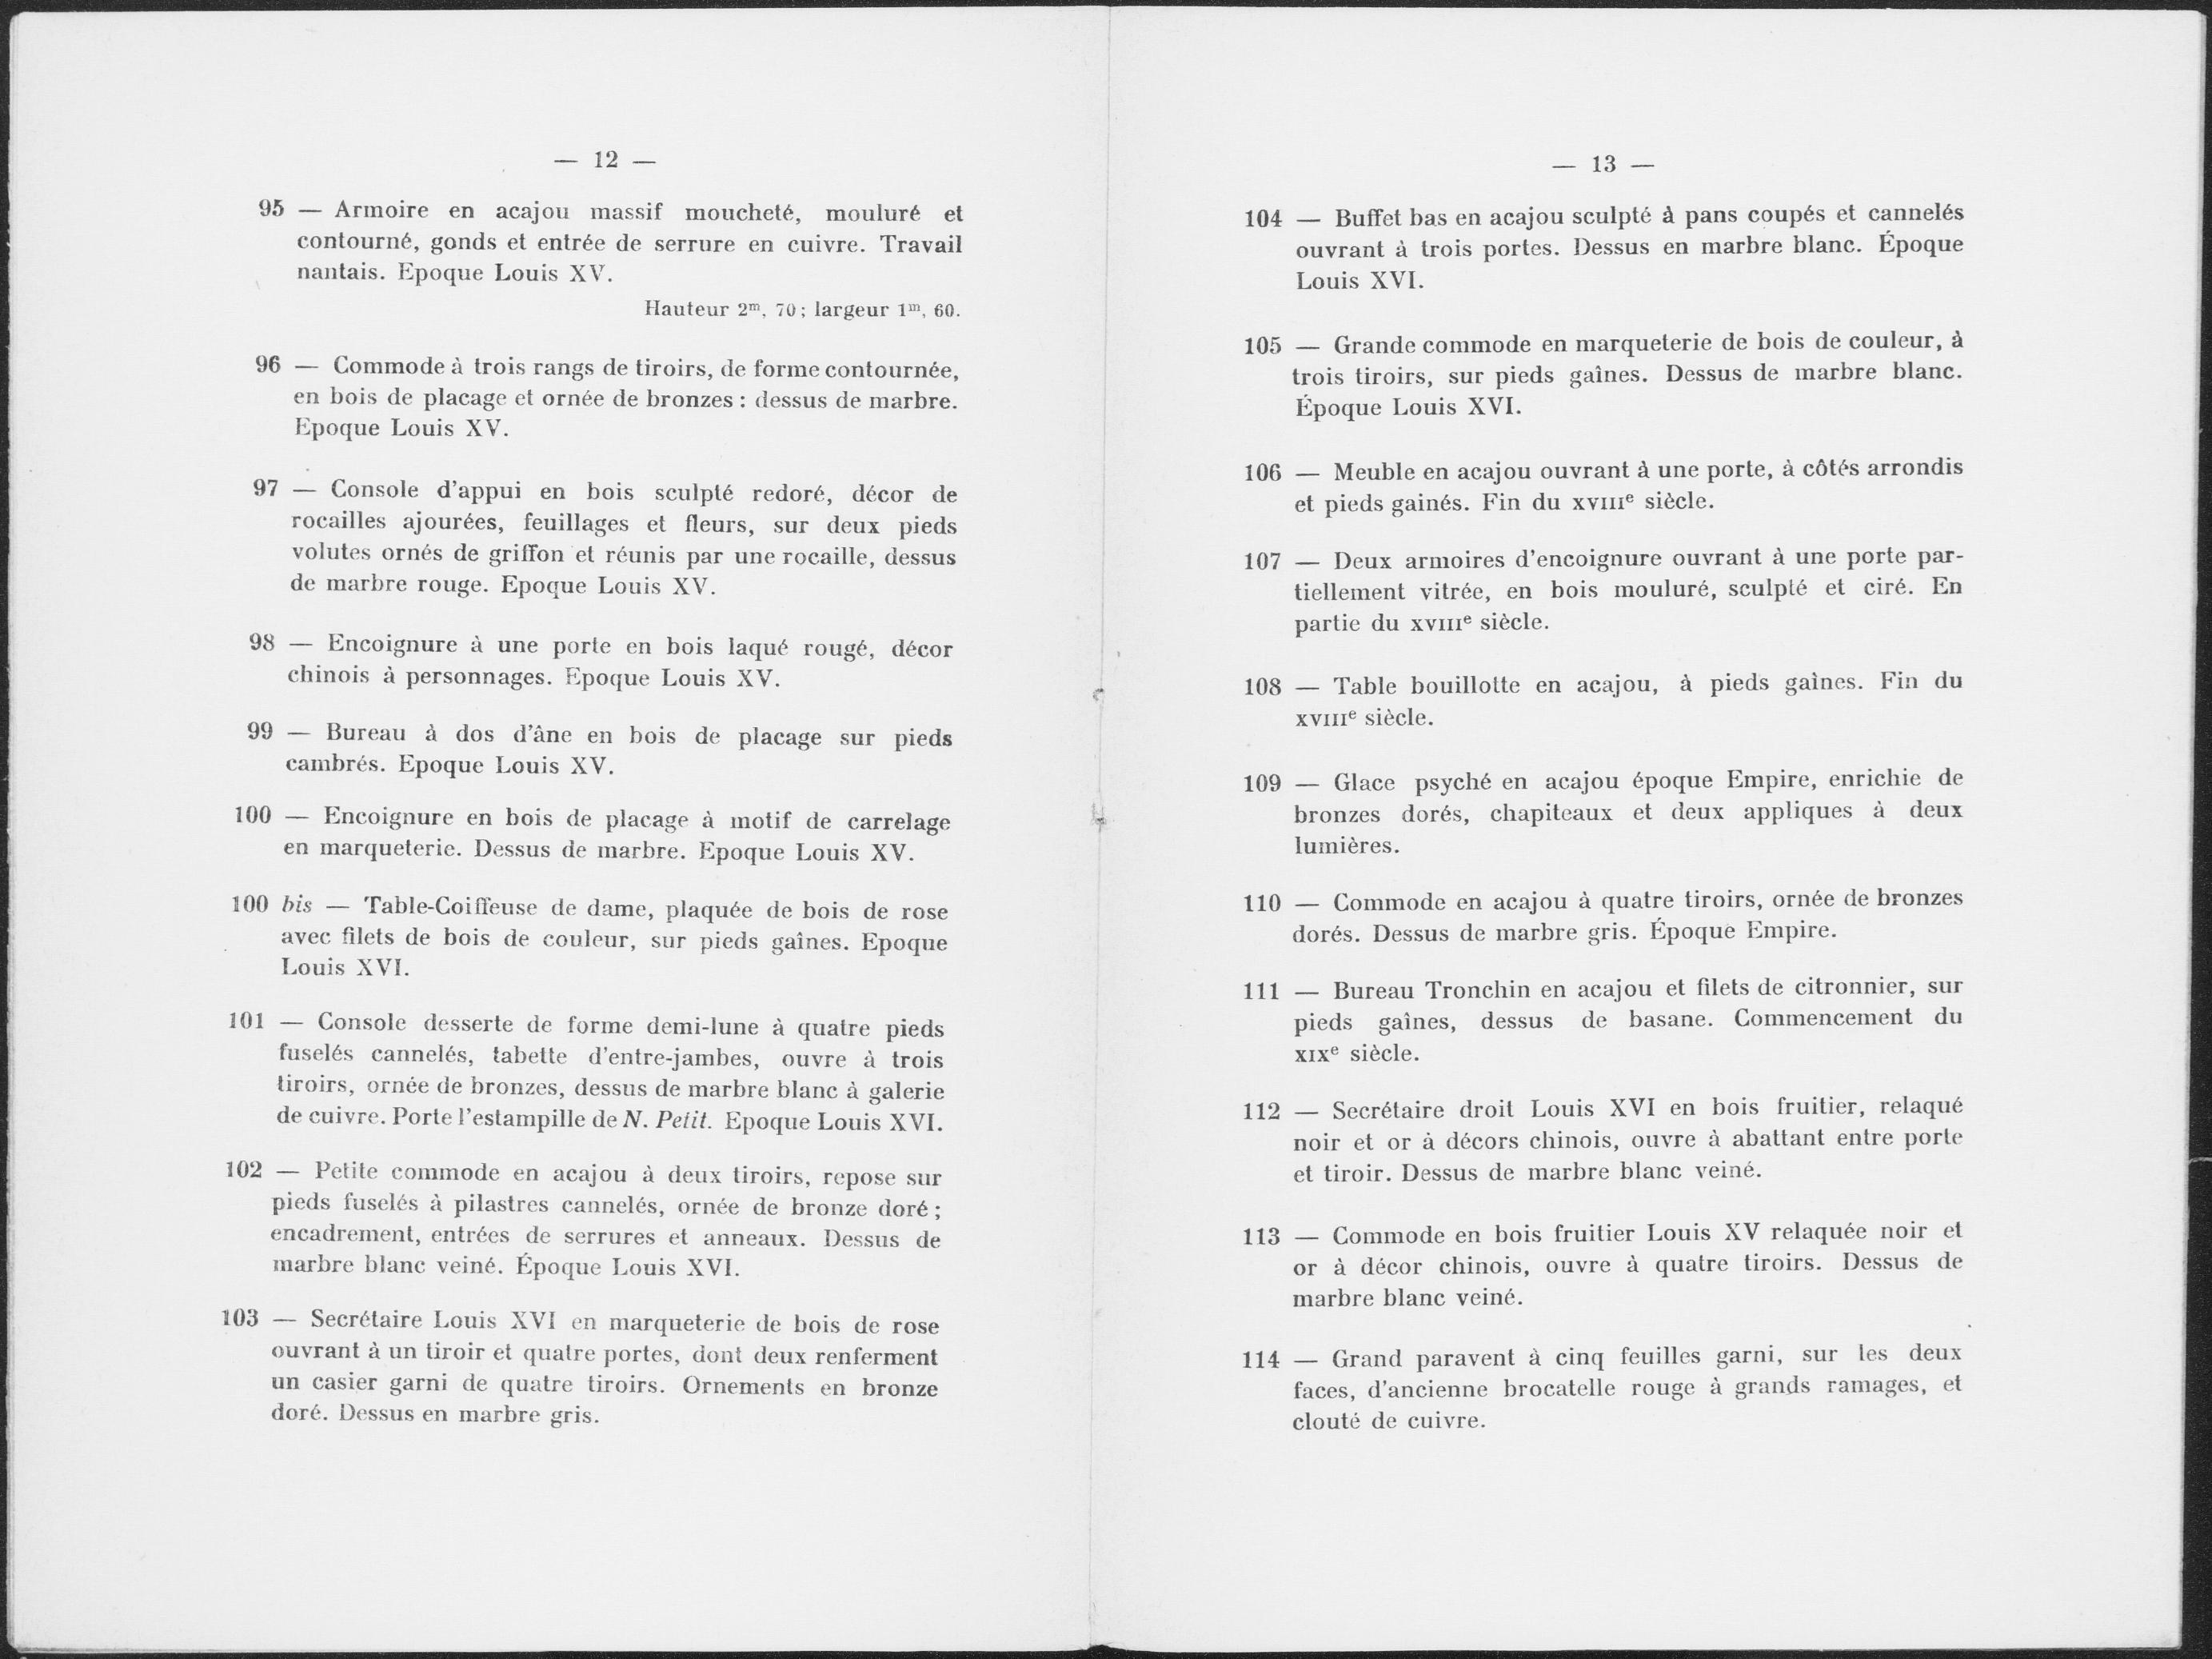 — 12 —
95 — Armoire en acajou massif moucheté, mouluré et
contourné, gonds et entrée de serrure en cuivre. Travail
nantais. Epoque Louis XV.
Hauteur 2m, 70 ; largeur 1m, 60.
96 — Commode à trois rangs de tiroirs, de forme contournée,
en bois de placage et ornée de bronzes : dessus de marbre.
Epoque Louis XV.
97 — Console d'appui en bois sculpté redoré, décor de
rocailles ajourées, feuillages et fleurs, sur deux pieds
volutes ornés de griffon et réunis par une rocaille, dessus
de marbre rouge. Epoque Louis XV.
98 — Encoignure à une porte en bois laqué rougé, décor
chinois à personnages. Epoque Louis XV.
99 — Bureau à dos d'âne en bois de placage sur pieds
cambrés. Epoque Louis XV.
100 — Encoignure en bois de placage à motif de carrelage
en marqueterie. Dessus de marbre. Epoque Louis XV.
100 bis — Table-Coiffeuse de dame, plaquée de bois de rose
avec filets de bois de couleur, sur pieds gaînes. Epoque
Louis XVI.
101 — Console desserte de forme demi-lune à quatre pieds
fuselés cannelés, tabette d'entre-jambes, ouvre à trois
tiroirs, ornée de bronzes, dessus de marbre blanc à galerie
de cuivre. Porte l'estampille de N. Petit. Epoque Louis XVI.
102 — Petite commode en acajou à deux tiroirs, repose sur
pieds fuselés à pilastres cannelés, ornée de bronze doré ;
encadrement, entrées de serrures et anneaux. Dessus de
marbre blanc veiné. Époque Louis XVI.
103 — Secrétaire Louis XVI en marqueterie de bois de rose
ouvrant à un tiroir et quatre portes, dont deux renferment
un casier garni de quatre tiroirs. Ornements en bronze
doré. Dessus en marbre gris.
— 13 —
104 — Buffet bas en acajou sculpté à pans coupés et cannelés
ouvrant à trois portes. Dessus en marbre blanc. Époque
Louis XVI.
105 — Grande commode en marqueterie de bois de couleur, à
trois tiroirs, sur pieds gaînes. Dessus de marbre blanc.
Époque Louis XVI.
106 — Meuble en acajou ouvrant à une porte, à côtés arrondis
et pieds gainés. Fin du XVIIIe siècle.
107 — Deux armoires d'encoignure ouvrant à une porte par-
tiellement vitrée, en bois mouluré, sculpté et ciré. En
partie du XVIIIe siècle.
108 — Table bouillotte en acajou, à pieds gaînes. Fin du
XVIIIe siècle.
109 — Glace psyché en acajou époque Empire, enrichie de
bronzes dorés, chapiteaux et deux appliques à deux
lumières.
110 — Commode en acajou à quatre tiroirs, ornée de bronzes
dorés. Dessus de marbre gris. Époque Empire.
111 — Bureau Tronchin en acajou et filets de citronnier, sur
pieds gaînes, dessus de basane. Commencement du
XIXe siècle.
112 — Secrétaire droit Louis XVI en bois fruitier, relaqué
noir et or à décors chinois, ouvre à abattant entre porte
et tiroir. Dessus de marbre blanc veiné.
113 — Commode en bois fruitier Louis XV relaquée noir et
or à décor chinois, ouvre à quatre tiroirs. Dessus de
marbre blanc veiné.
114 — Grand paravent à cinq feuilles garni, sur les deux
faces, d'ancienne brocatelle rouge à grands ramages, et
clouté de cuivre.